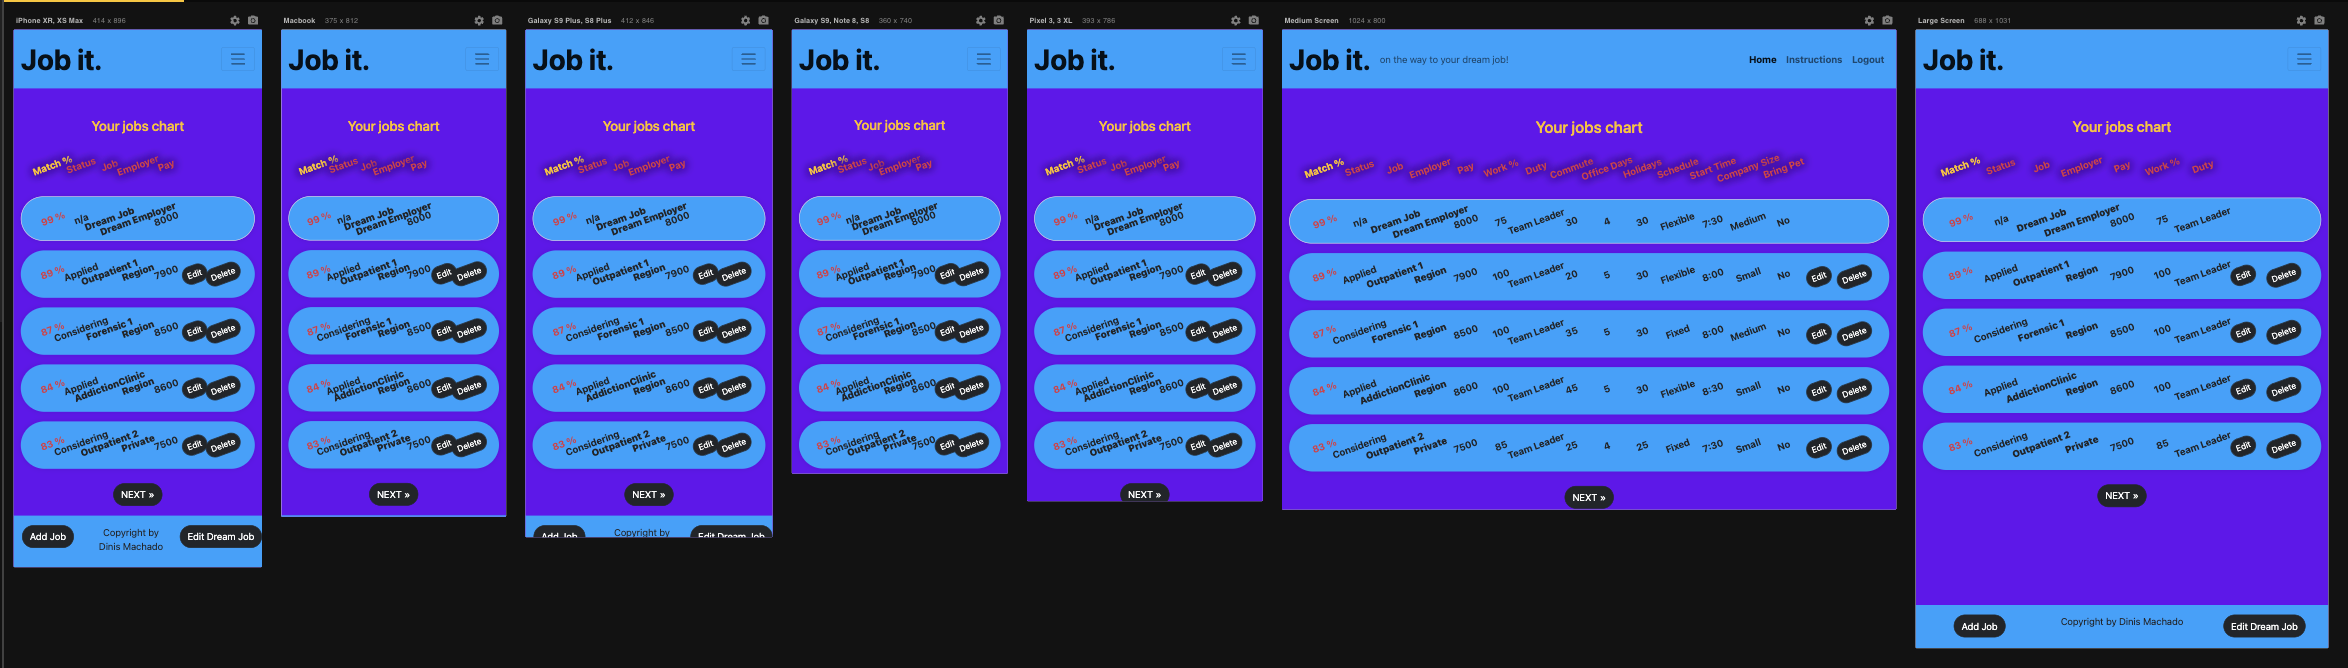 iPhone XR, XS Max 414 x 896
Job it.
Your jobs chart
Match % Status Job Employer Pay
99 % n/a Dream Job Dream Employer 8000
89 % Applied Outpatient 1 Region 7900 Edit Delete
87 % Considering Forensic 1 Region 8500 Edit Delete
84 % Applied AddictionClinic Region 8600 Edit Delete
83 % Considering Outpatient 2 Private 7500 Edit Delete
NEXT »
Add Job Copyright by Edit Dream Job
Dinis Machado
Macbook 375 x 812
Job it.
Your jobs chart
Match % Status Job Employer Pay
99 % n/a Dream Job Dream Employer 8000
89 % Applied Outpatient 1 Region 7900 Edit Delete
87 % Considering Forensic 1 Region 8500 Edit Delete
84 % Applied AddictionClinic Region 8600 Edit Delete
83 % Considering Outpatient 2 Private 7500 Edit Delete
NEXT »
Galaxy S9 Plus, S8 Plus 412 x 846
Job it.
Your jobs chart
Match % Status Job Employer Pay
99 % n/a Dream Job Dream Employer 8000
89 % Applied Outpatient 1 Region 7900 Edit Delete
87 % Considering Forensic 1 Region 8500 Edit Delete
84 % Applied AddictionClinic Region 8600 Edit Delete
83 % Considering Outpatient 2 Private 7500 Edit Delete
NEXT »
Add Job Copyright by Edit Dream Job
Galaxy S9, Note 8, S8 360 x 740
Job it.
Your jobs chart
Match % Status Job Employer Pay
99 % n/a Dream Job Dream Employer 8000
89 % Applied Outpatient 1 Region 7900 Edit Delete
87 % Considering Forensic 1 Region 8500 Edit Delete
84 % Applied AddictionClinic Region 8600 Edit Delete
83 % Considering Outpatient 2 Private 7500 Edit Delete
Pixel 3, 3 XL 393 x 786
Job it.
Your jobs chart
Match % Status Job Employer Pay
99 % n/a Dream Job Dream Employer 8000
89 % Applied Outpatient 1 Region 7900 Edit Delete
87 % Considering Forensic 1 Region 8500 Edit Delete
84 % Applied AddictionClinic Region 8600 Edit Delete
83 % Considering Outpatient 2 Private 7500 Edit Delete
NEXT »
Medium Screen 1024 x 800
Job it. on the way to your dream job! Home Instructions Logout
Your jobs chart
Match % Status Job Employer Pay Work % Duty Commute Office Days Holidays Schedule Start Time Company Size Bring Pet
99 % n/a Dream Job Dream Employer 8000 75 Team Leader 30 4 30 Flexible 7:30 Medium No
89 % Applied Outpatient 1 Region 7900 100 Team Leader 20 5 30 Flexible 8:00 Small No Edit Delete
87 % Considering Forensic 1 Region 8500 100 Team Leader 35 5 30 Fixed 8:00 Medium No Edit Delete
84 % Applied AddictionClinic Region 8600 100 Team Leader 45 5 30 Flexible 8:30 Small No Edit Delete
83 % Considering Outpatient 2 Private 7500 85 Team Leader 25 4 25 Fixed 7:30 Small No Edit Delete
NEXT »
Large Screen 688 x 1031
Job it.
Your jobs chart
Match % Status Job Employer Pay Work % Duty
99 % n/a Dream Job Dream Employer 8000 75 Team Leader
89 % Applied Outpatient 1 Region 7900 100 Team Leader Edit Delete
87 % Considering Forensic 1 Region 8500 100 Team Leader Edit Delete
84 % Applied AddictionClinic Region 8600 100 Team Leader Edit Delete
83 % Considering Outpatient 2 Private 7500 85 Team Leader Edit Delete
NEXT »
Add Job Copyright by Dinis Machado Edit Dream Job